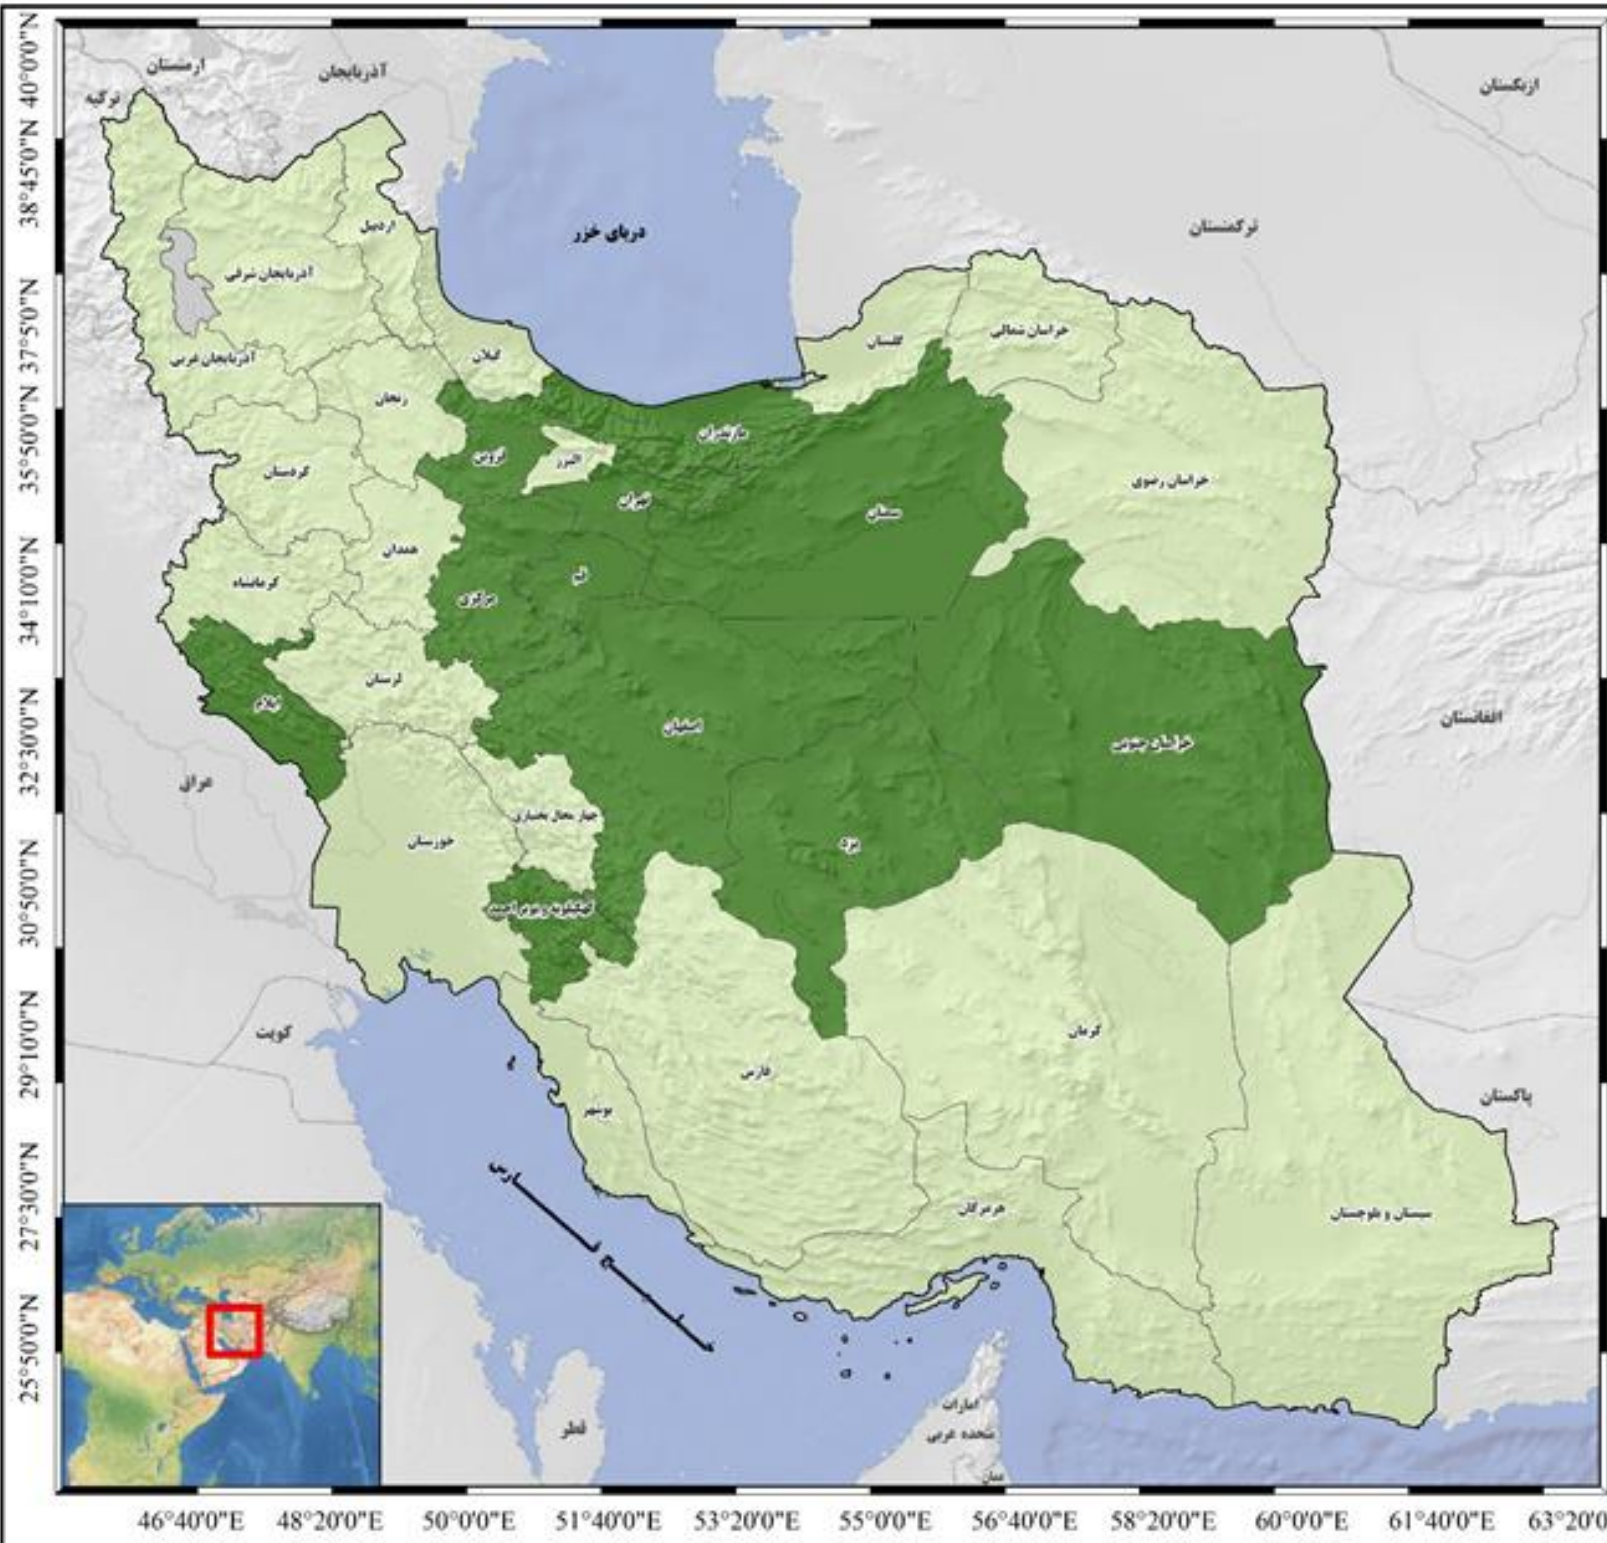 ارمنستان
آذربایجان
ترکیه
ازبکستان
ترکمنستان
دریای خزر
اردبیل
آذربایجان شرقی
آذربایجان غربی
گیلان
گلستان
خراسان شمالی
زنجان
مازندران
قزوین
البرز
تهران
سمنان
خراسان رضوی
کردستان
همدان
کرمانشاه
قم
مرکزی
لرستان
ایلام
اصفهان
خراسان جنوبی
افغانستان
عراق
چهار محال بختیاری
خوزستان
یزد
کهگیلویه و بویر احمد
کویت
کرمان
فارس
بوشهر
پاکستان
هرمزگان
سیستان و بلوچستان
قطر
امارات
متحده عربی
عمان
40°0'0"N
38°45'0"N
37°5'0"N
35°50'0"N
34°10'0"N
32°30'0"N
30°50'0"N
29°10'0"N
27°30'0"N
25°50'0"N
46°40'0"E 48°20'0"E 50°0'0"E 51°40'0"E 53°20'0"E 55°0'0"E 56°40'0"E 58°20'0"E 60°0'0"E 61°40'0"E 63°20'0